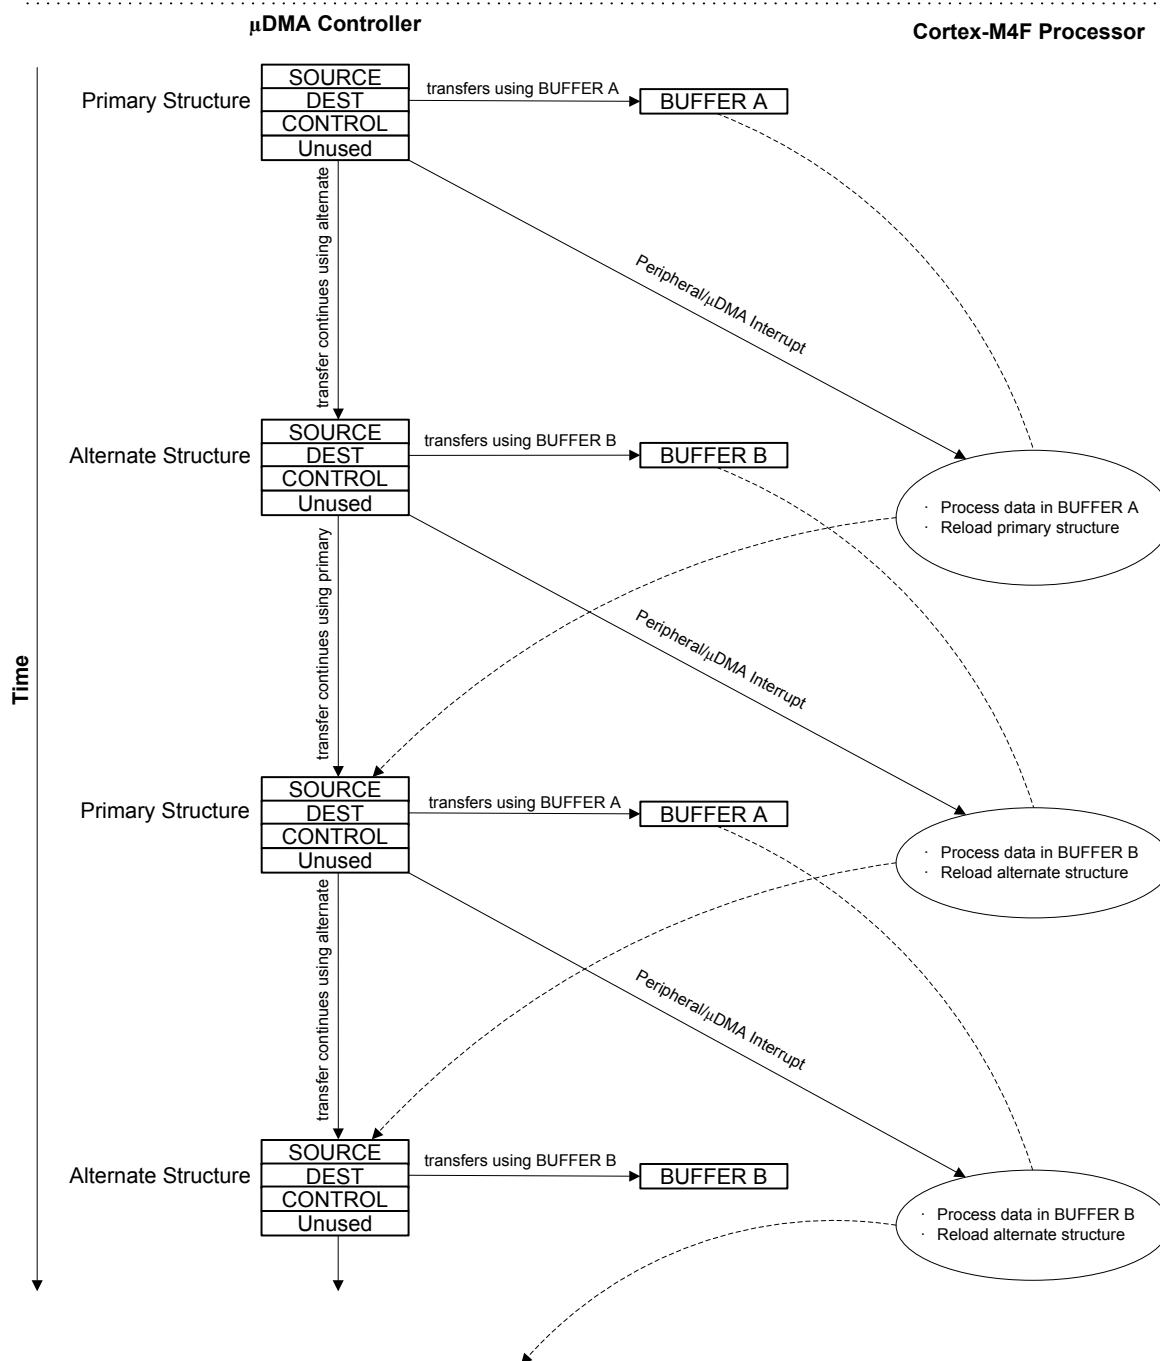 μDMA Controller
Cortex-M4F Processor
Primary Structure
SOURCE
DEST
CONTROL
Unused
transfers using BUFFER A
BUFFER A
transfer continues using alternate
Peripheral/μDMA Interrupt
Alternate Structure
SOURCE
DEST
CONTROL
Unused
transfers using BUFFER B
BUFFER B
· Process data in BUFFER A
· Reload primary structure
transfer continues using primary
Peripheral/μDMA Interrupt
Time
Primary Structure
SOURCE
DEST
CONTROL
Unused
transfers using BUFFER A
BUFFER A
· Process data in BUFFER B
· Reload alternate structure
transfer continues using alternate
Peripheral/μDMA Interrupt
Alternate Structure
SOURCE
DEST
CONTROL
Unused
transfers using BUFFER B
BUFFER B
· Process data in BUFFER B
· Reload alternate structure